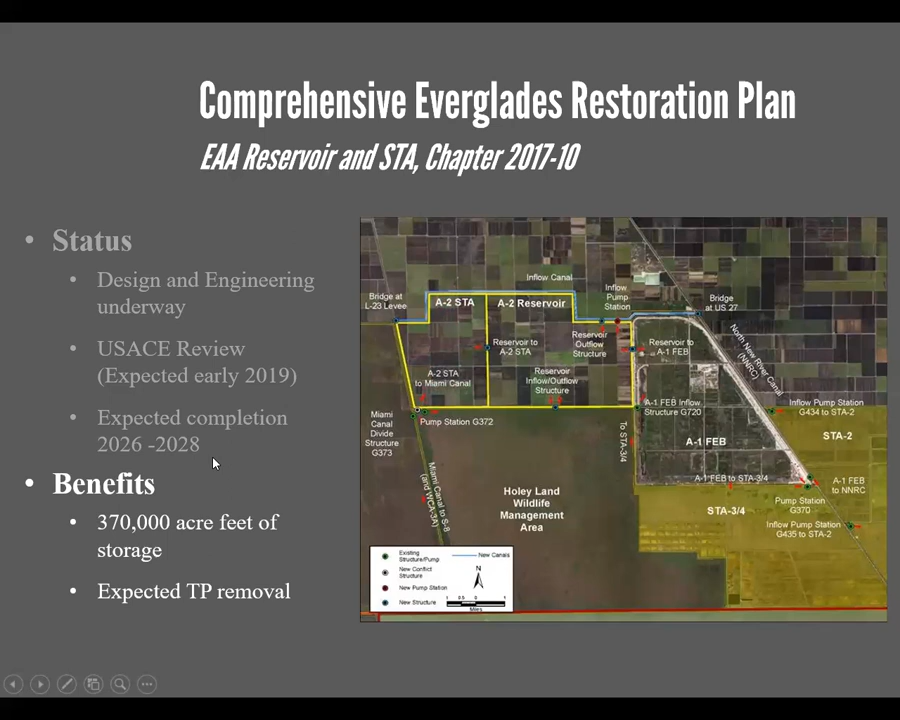 Comprehensive Everglades Restoration Plan
EAA Reservoir and STA, Chapter 2017-10
• Status
• Design and Engineering
underway
• USACE Review
(Expected early 2019)
• Expected completion
2026 -2028
• Benefits
• 370,000 acre feet of
storage
• Expected TP removal
Inflow Canal
Bridge at
L-23 Levee
A-2 STA
A-2 Reservoir
Inflow
Pump
Station
Bridge
at US 27
Reservoir to
A-2 STA
Reservoir
Outflow
Structure
Reservoir to
A-1 FEB
North New River Canal
(NNRC)
A-2 STA
to Miami Canal
Reservoir
Inflow/Outflow
Structure
Miami
Canal
Divide
Structure
G373
Pump Station G372
A-1 FEB Inflow
Structure G720
Inflow Pump Station
G434 to STA-2
To STA-3/4
A-1 FEB
STA-2
Miami Canal to S-8
(and WCA-3A)
Holey Land
Wildlife
Management
Area
A-1 FEB to STA-3/4
A-1 FEB
to NNRC
STA-3/4
Pump
Station
G370
Inflow Pump Station
G435 to STA-2
Existing
Structure/Pump
New Canals
New Conflict
Structure
N
New Pump Station
New Structure
1 0.5 0 1
Miles